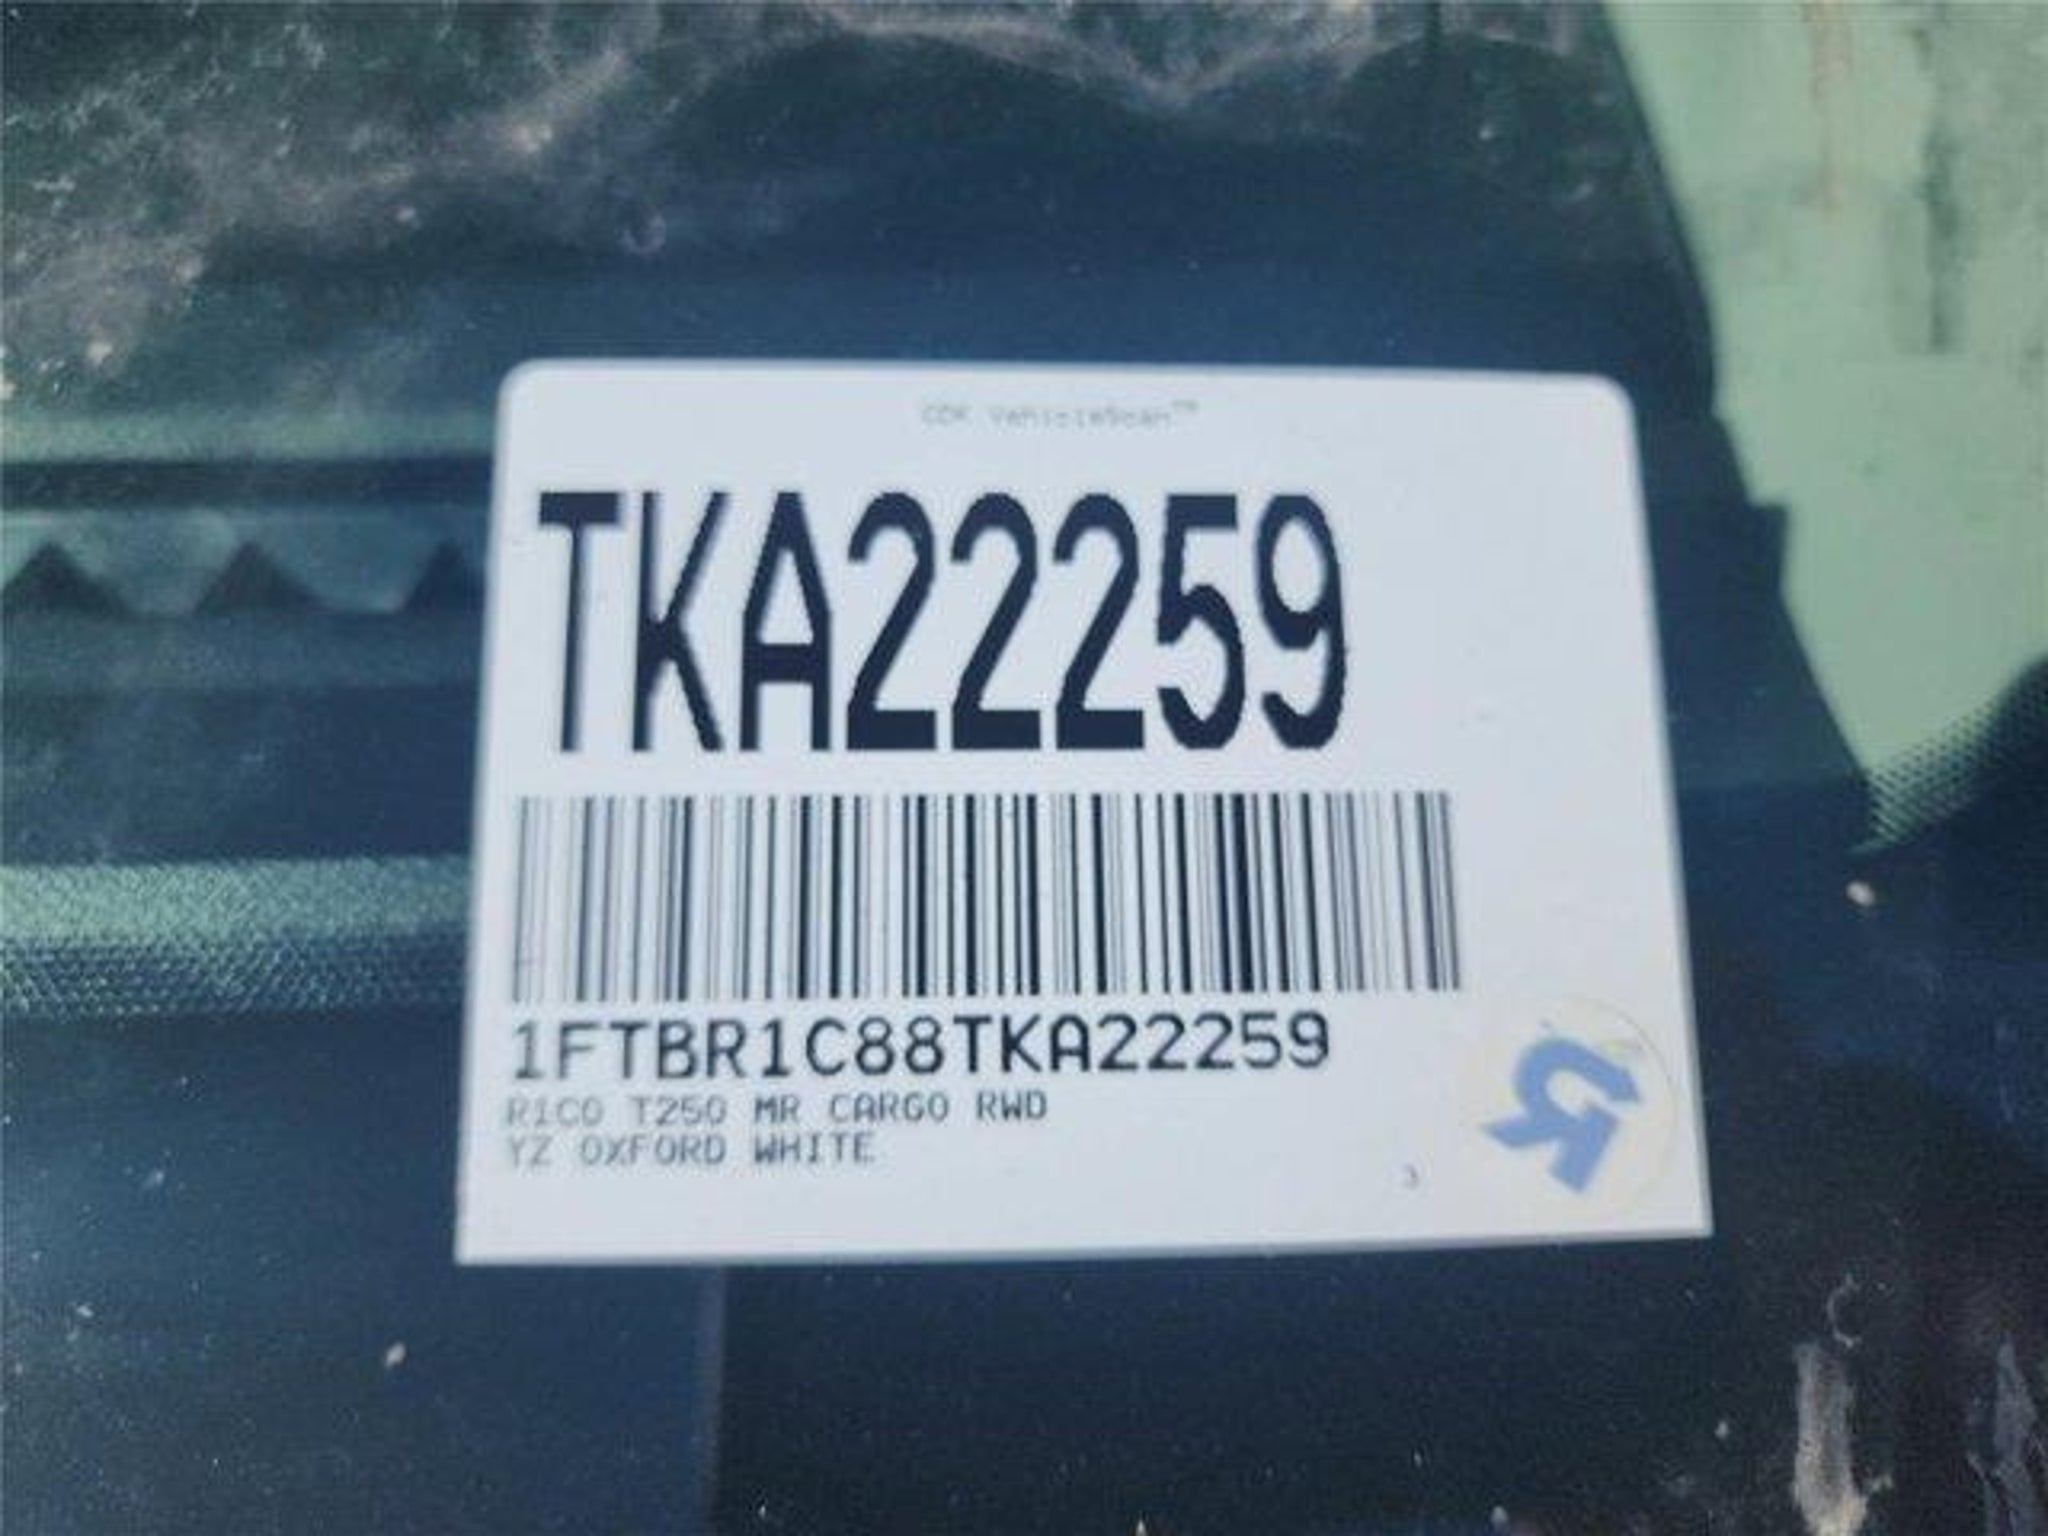 CDK VehicleScan™
TKA22259
1FTBR1C88TKA22259
R1C0 T250 MR CARGO RWD
YZ OXFORD WHITE